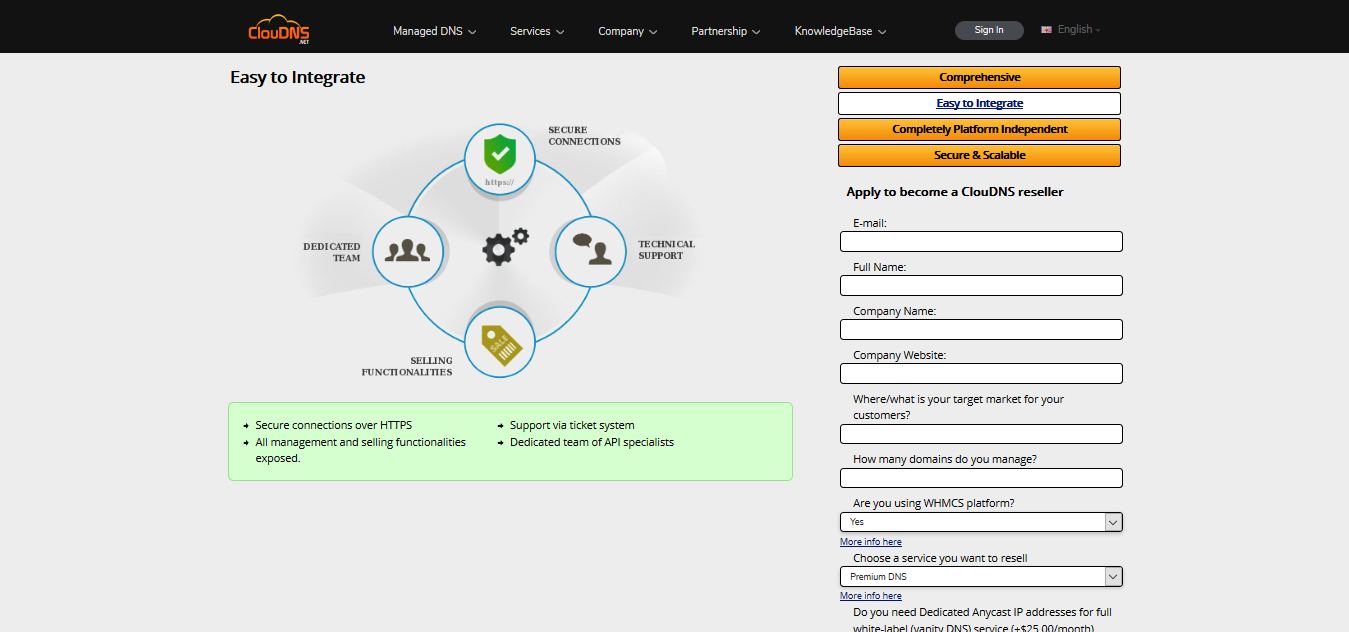 ClouDNS
.NET
Managed DNS
Services
Company
Partnership
KnowledgeBase
Sign In
English
Easy to Integrate
SECURE
CONNECTIONS
https://
DEDICATED
TEAM
TECHNICAL
SUPPORT
SALE
SELLING
FUNCTIONALITIES
Secure connections over HTTPS
All management and selling functionalities
exposed.
Support via ticket system
Dedicated team of API specialists
Comprehensive
Easy to Integrate
Completely Platform Independent
Secure & Scalable
Apply to become a ClouDNS reseller
E-mail:
Full Name:
Company Name:
Company Website:
Where/what is your target market for your
customers?
How many domains do you manage?
Are you using WHMCS platform?
Yes
More info here
Choose a service you want to resell
Premium DNS
More info here
Do you need Dedicated Anycast IP addresses for full
white-label (vanity DNS) service (+$25.00/month)